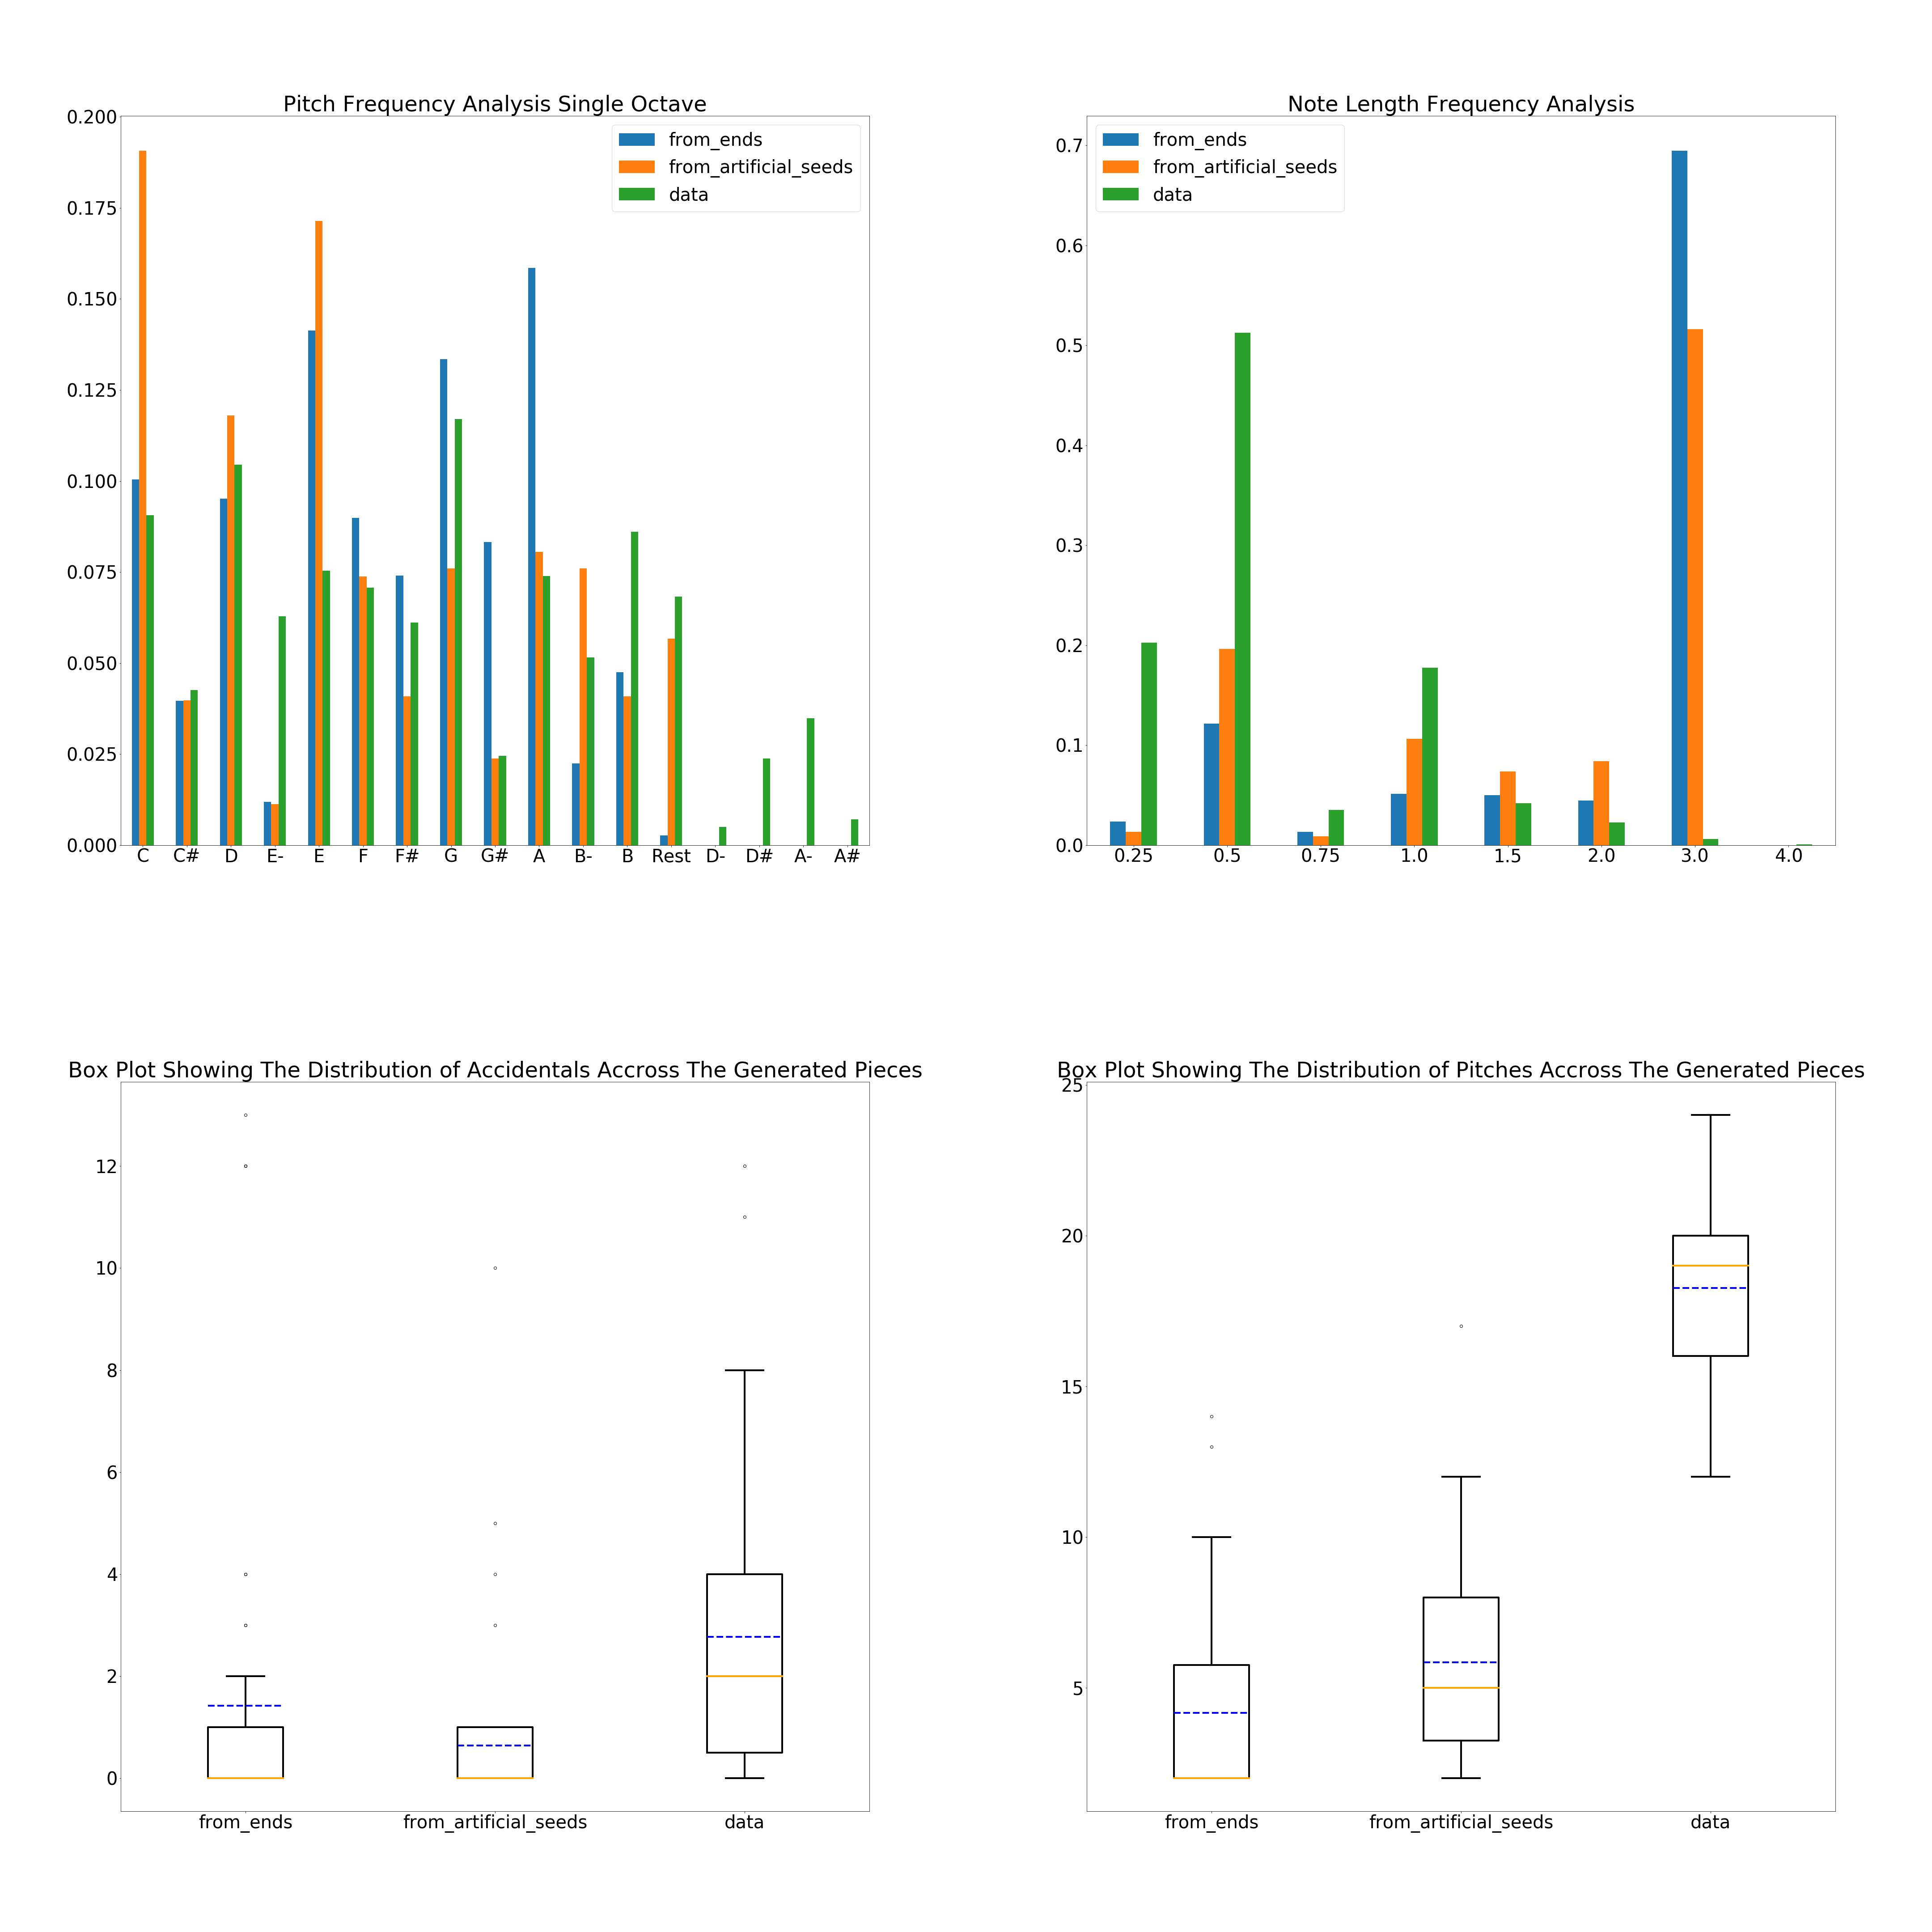 Pitch Frequency Analysis Single Octave
0.200
0.175
0.150
0.125
0.100
0.075
0.050
0.025
0.000
from_ends
from_artificial_seeds
data
C C# D E- E F F# G G# A B- B Rest D- D# A- A#
Note Length Frequency Analysis
0.7
0.6
0.5
0.4
0.3
0.2
0.1
0.0
from_ends
from_artificial_seeds
data
0.25 0.5 0.75 1.0 1.5 2.0 3.0 4.0
Box Plot Showing The Distribution of Accidentals Accross The Generated Pieces
12
10
8
6
4
2
0
from_ends from_artificial_seeds data
Box Plot Showing The Distribution of Pitches Accross The Generated Pieces
25
20
15
10
5
from_ends from_artificial_seeds data